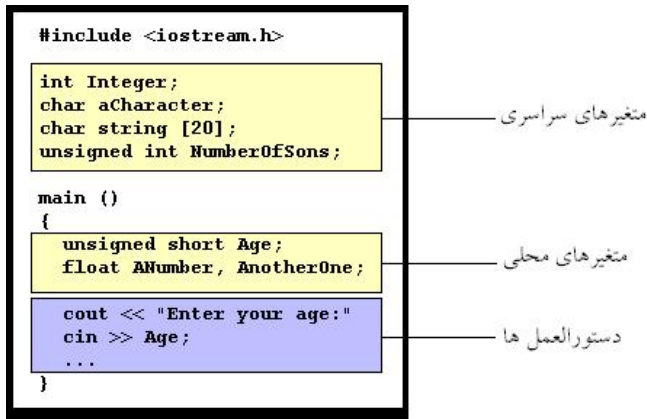 #include <iostream.h>
int Integer;
char aCharacter;
char string [20];
unsigned int NumberOfSons;
متغیرهای سراسری
main ()
{
unsigned short Age;
float ANumber, AnotherOne;
متغیرهای محلی
cout << "Enter your age:"
cin >> Age;
...
دستورالعمل ها
}